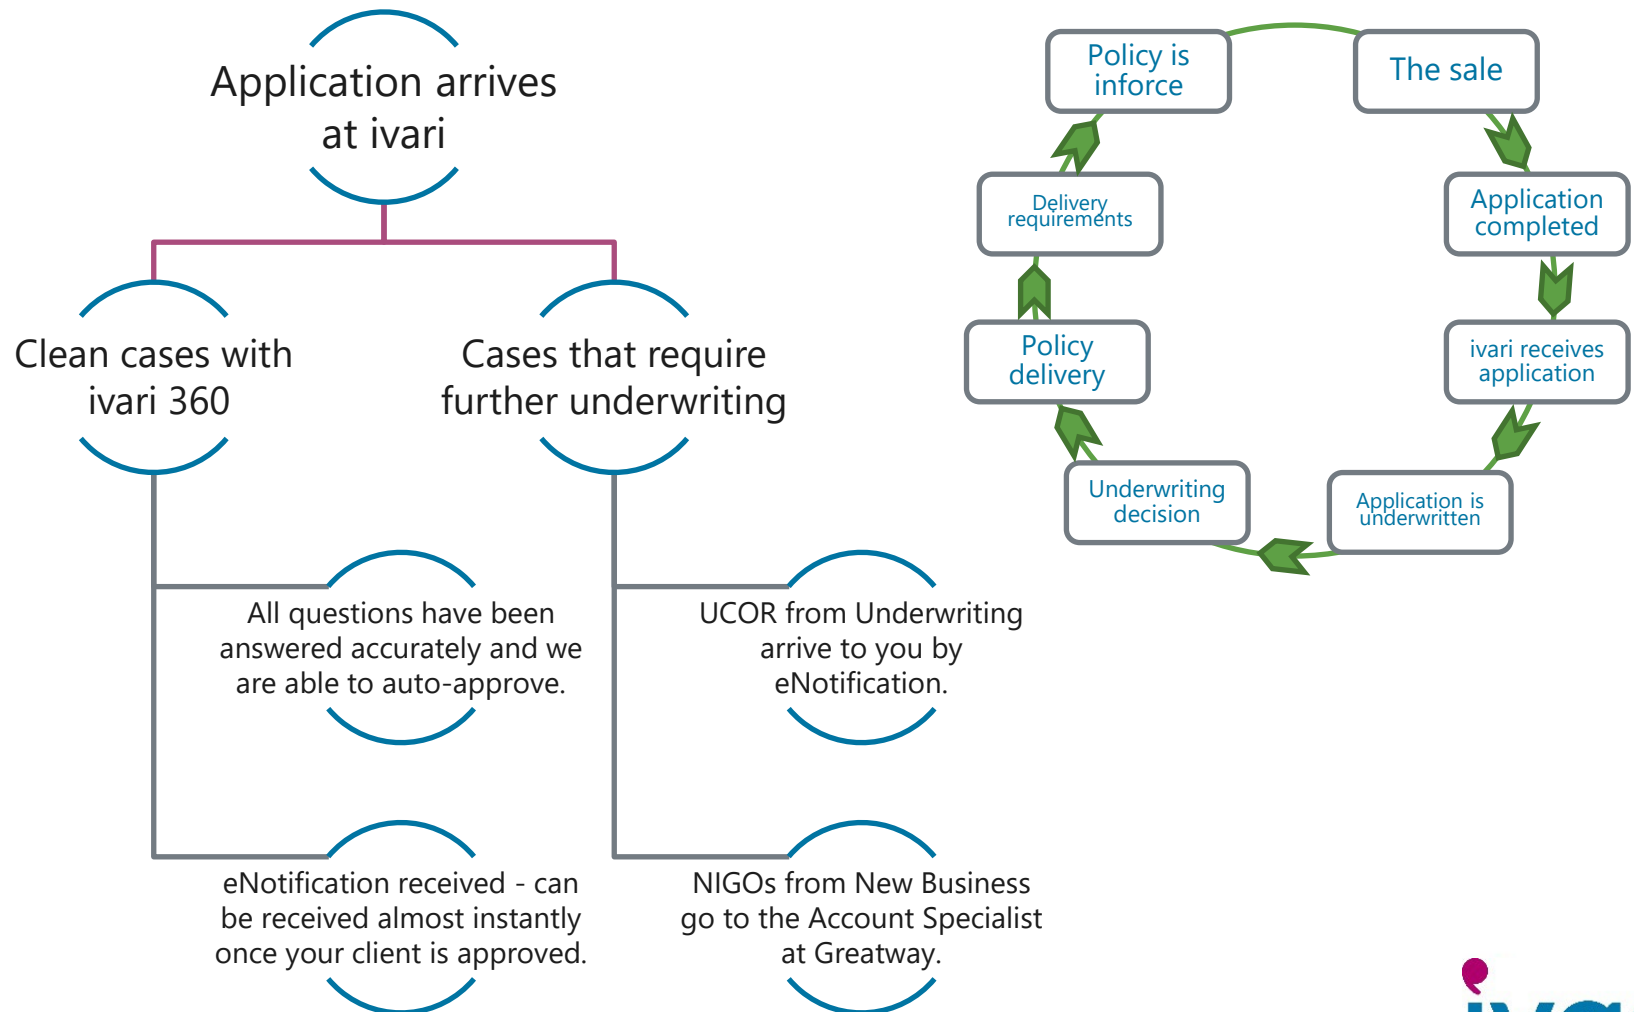 Application arrives
at ivari
Clean cases with
ivari 360
Cases that require
further underwriting
All questions have been
answered accurately and we
are able to auto-approve.
UCOR from Underwriting
arrive to you by
eNotification.
eNotification received - can
be received almost instantly
once your client is approved.
NIGOs from New Business
go to the Account Specialist
at Greatway.
Policy is
inforce
The sale
Application
completed
ivari receives
application
Application is
underwritten
Underwriting
decision
Policy
delivery
Delivery
requirements